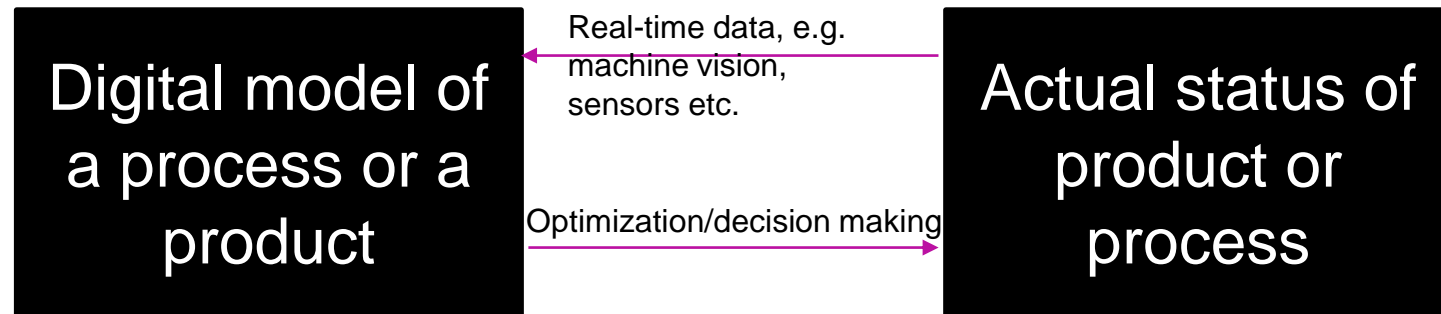 Digital model of
a process or a
product
Real-time data, e.g.
machine vision,
sensors etc.
Optimization/decision making
Actual status of
product or
process